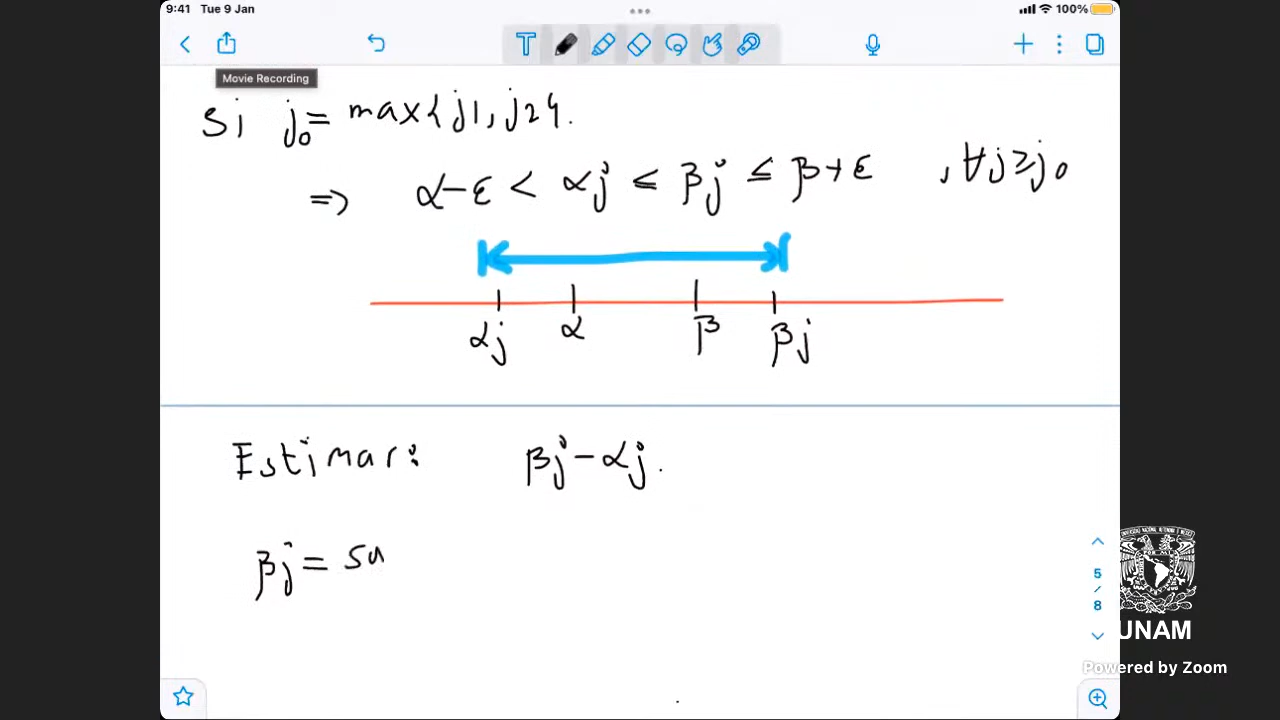 9:41 Tue 9 Jan 100%
T
Movie Recording
Si j₀ = max{j1, j2}.
⇒ α-ε < αj ≤ βj ≤ β+ε , ∀j≥j₀
αj α β βj
Estimar: βj-αj.
βj = su
5
/
8
UNAM
Powered by Zoom